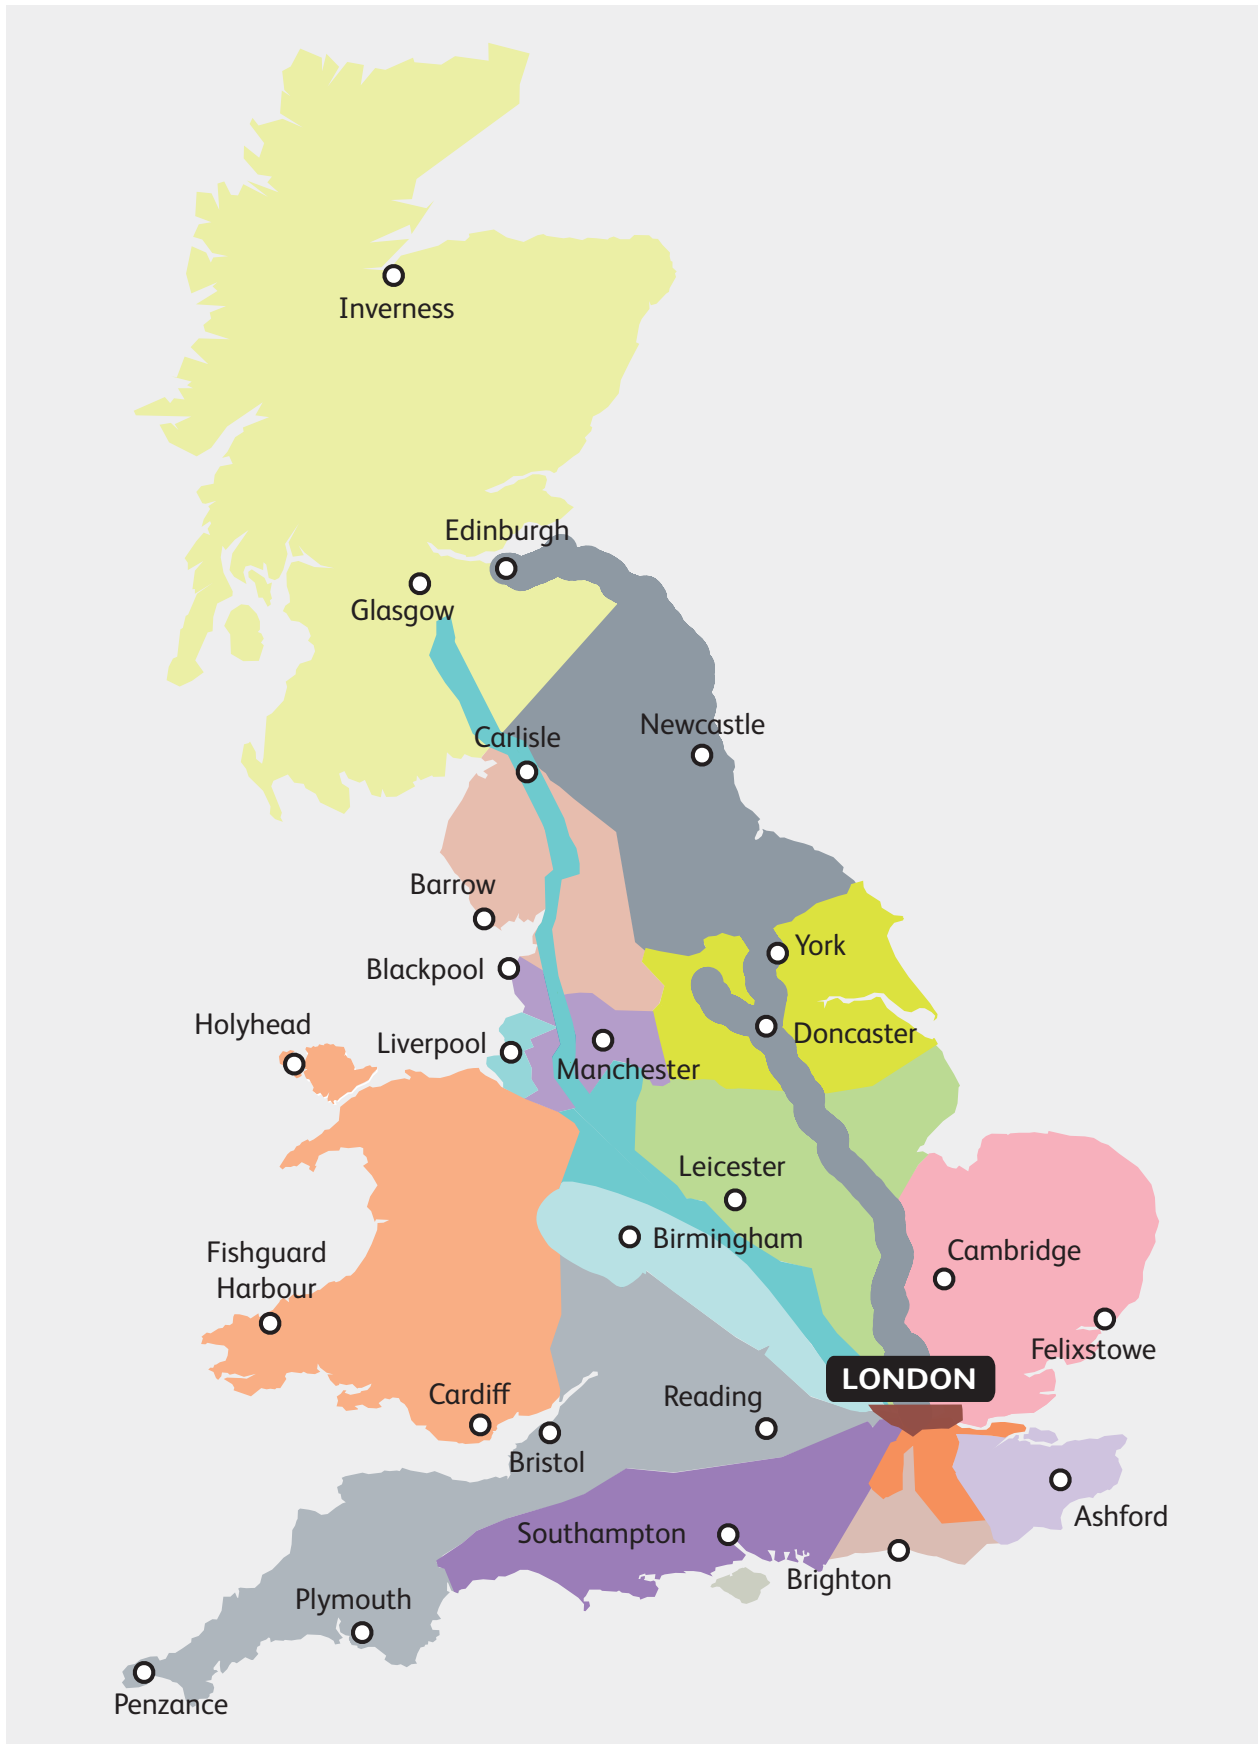 Inverness
Edinburgh
Glasgow
Carlisle
Newcastle
Barrow
York
Blackpool
Holyhead
Liverpool
Doncaster
Manchester
Leicester
Birmingham
Fishguard
Harbour
Cambridge
Felixstowe
LONDON
Cardiff
Reading
Bristol
Ashford
Southampton
Brighton
Plymouth
Penzance